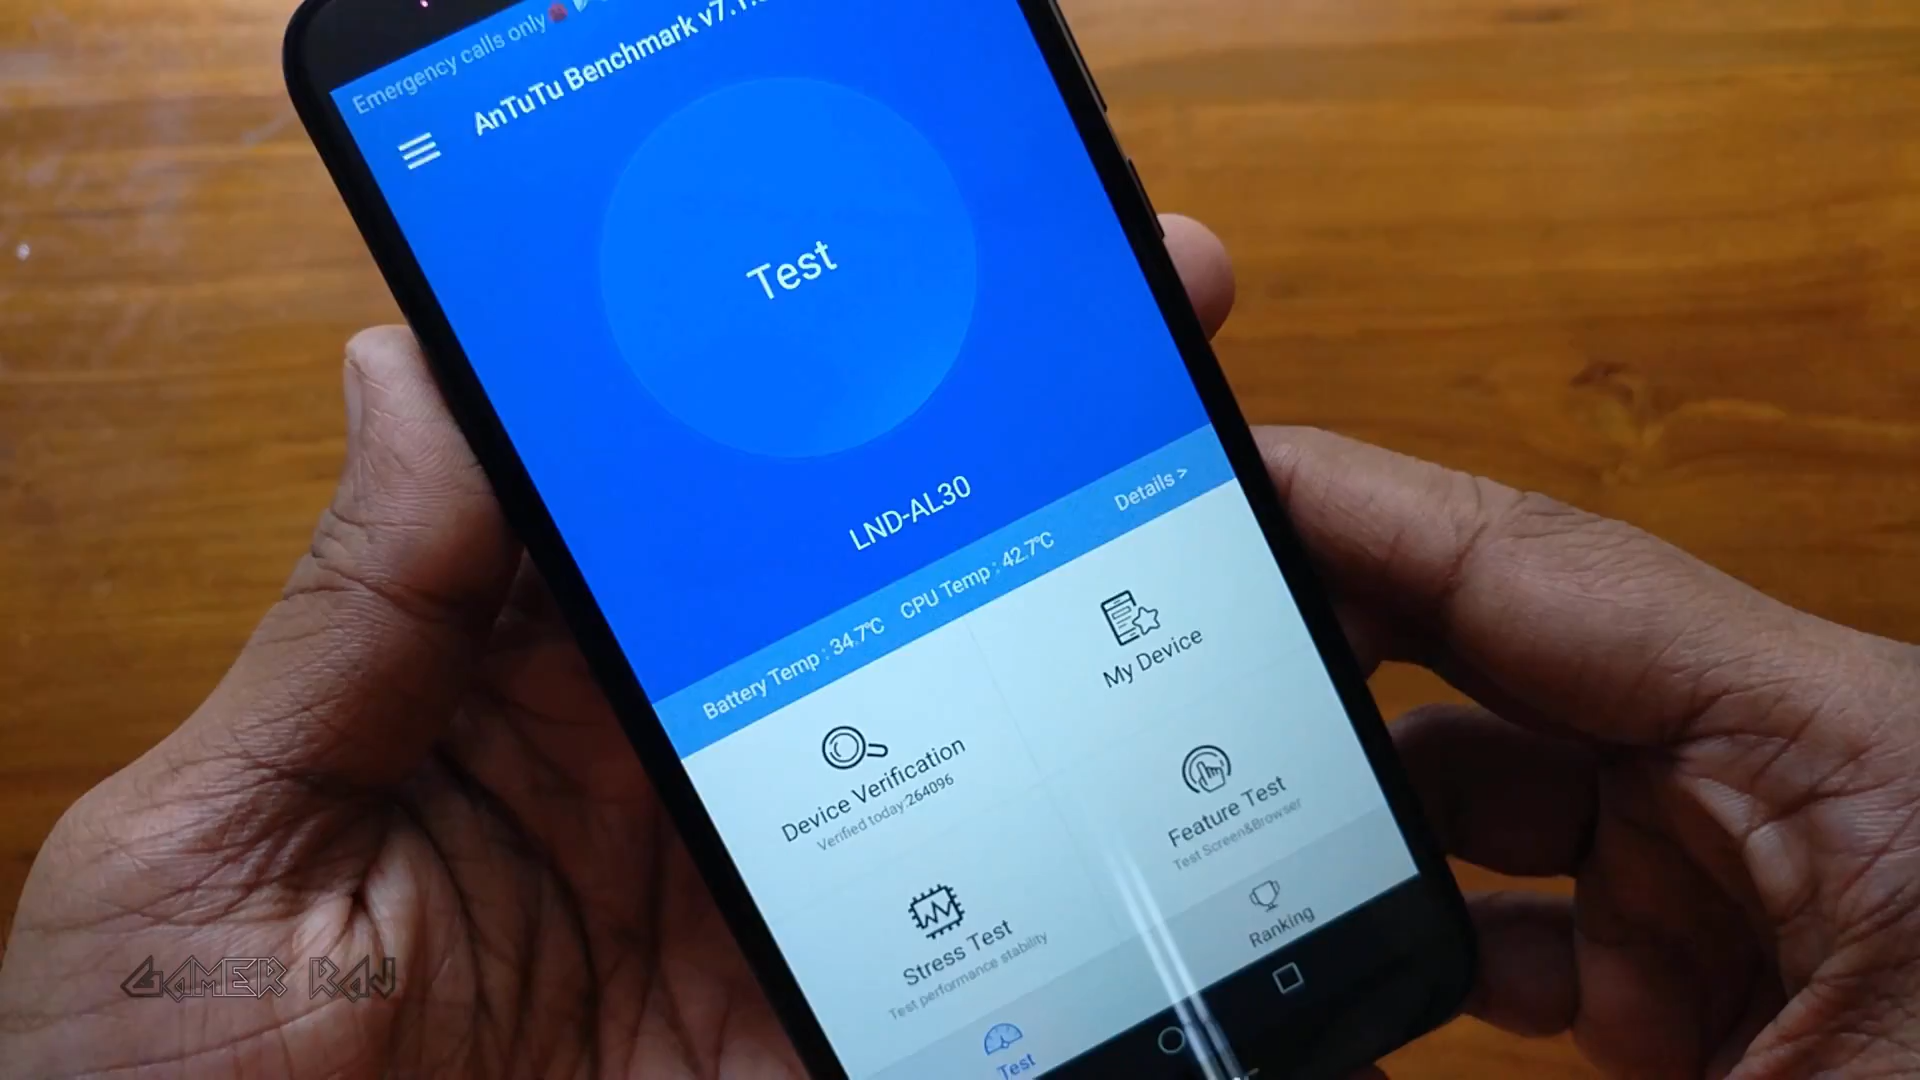 Emergency calls only
AnTuTu Benchmark
Test
LND-AL30
Battery Temp : 34.7℃ CPU Temp : 42.7℃ Details >
Device Verification
Verified today:264096
My Device
Stress Test
Test performance stability
Feature Test
Test Screen&Browser
Test
Ranking
GAMER RAJ